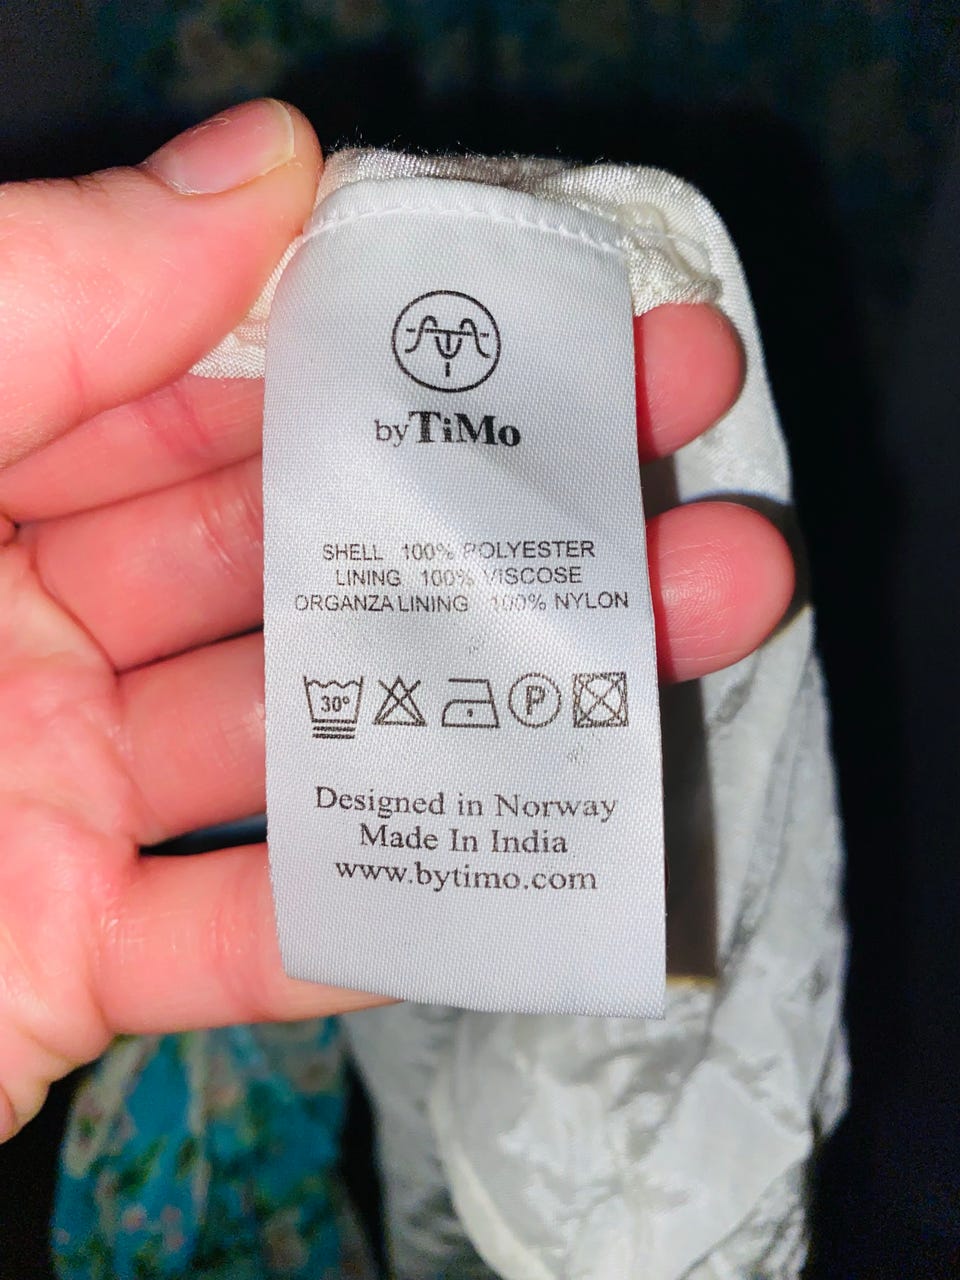 byTiMo
SHELL 100% POLYESTER
LINING 100% VISCOSE
ORGANZA LINING 100% NYLON
30° P
Designed in Norway
Made In India
www.bytimo.com